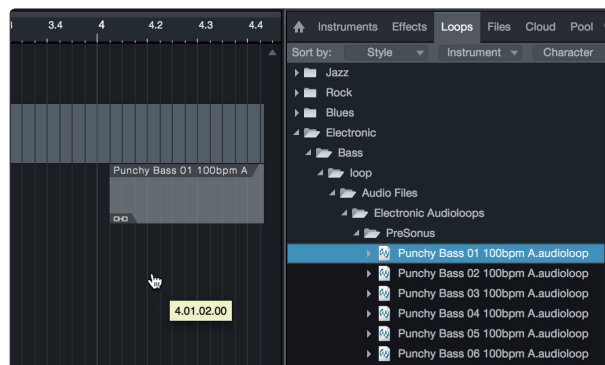 3.4 4 4.2 4.3 4.4
Punchy Bass 01 100bpm A
4.01.02.00
Instruments Effects Loops Files Cloud Pool
Sort by: Style Instrument Character
Jazz
Rock
Blues
Electronic
Bass
loop
Audio Files
Electronic Audioloops
PreSonus
Punchy Bass 01 100bpm A.audioloop
Punchy Bass 02 100bpm A.audioloop
Punchy Bass 03 100bpm A.audioloop
Punchy Bass 04 100bpm A.audioloop
Punchy Bass 05 100bpm A.audioloop
Punchy Bass 06 100bpm A.audioloop